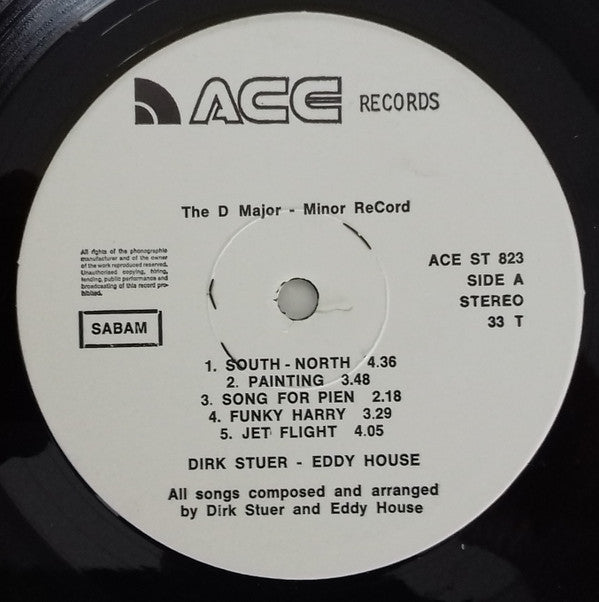 ACE RECORDS
The D Major - Minor ReCord
All rights of the phonographic
manufacturer and of the owner
of the work reproduced reserved.
Unauthorised copying, hiring,
lending, public performance and
broadcasting of this record pro-
hibited.
SABAM
ACE ST 823
SIDE A
STEREO
33 T
1. SOUTH - NORTH 4.36
2. PAINTING 3.48
3. SONG FOR PIEN 2.18
4. FUNKY HARRY 3.29
5. JET FLIGHT 4.05
DIRK STUER - EDDY HOUSE
All songs composed and arranged
by Dirk Stuer and Eddy House